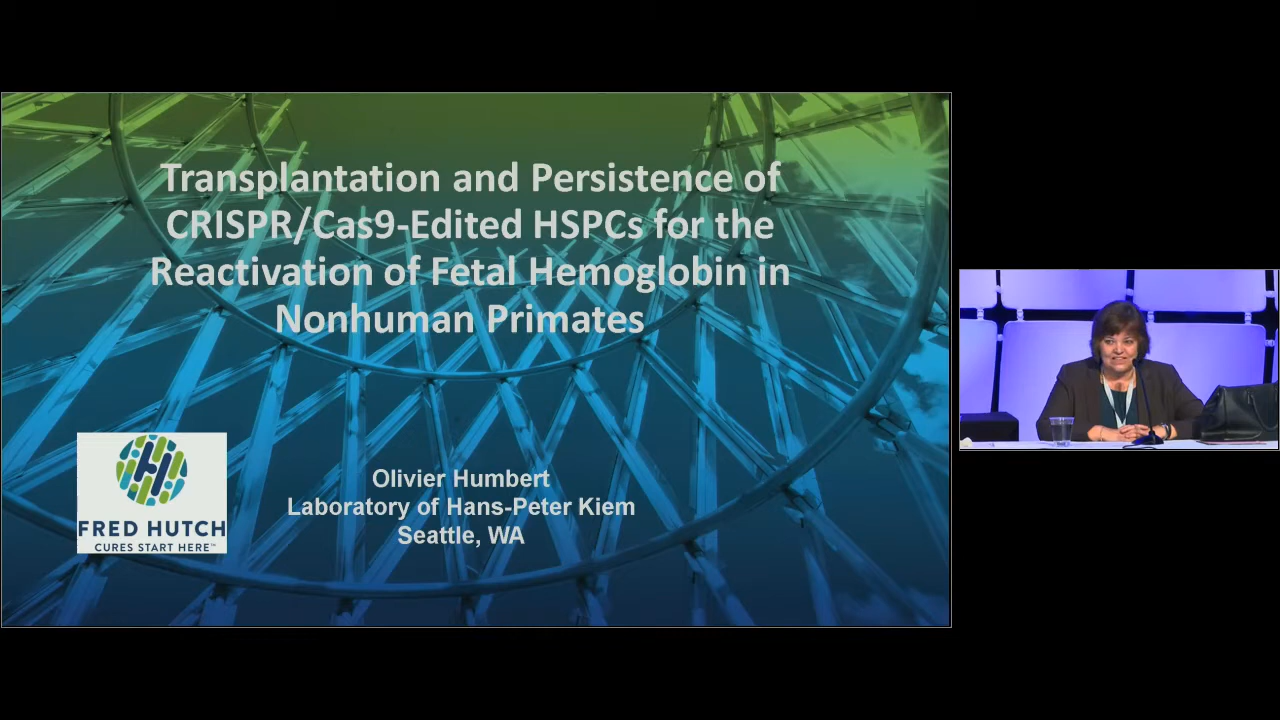 Transplantation and Persistence of
CRISPR/Cas9-Edited HSPCs for the
Reactivation of Fetal Hemoglobin in
Nonhuman Primates
Olivier Humbert
Laboratory of Hans-Peter Kiem
Seattle, WA
FRED HUTCH
CURES START HERE™